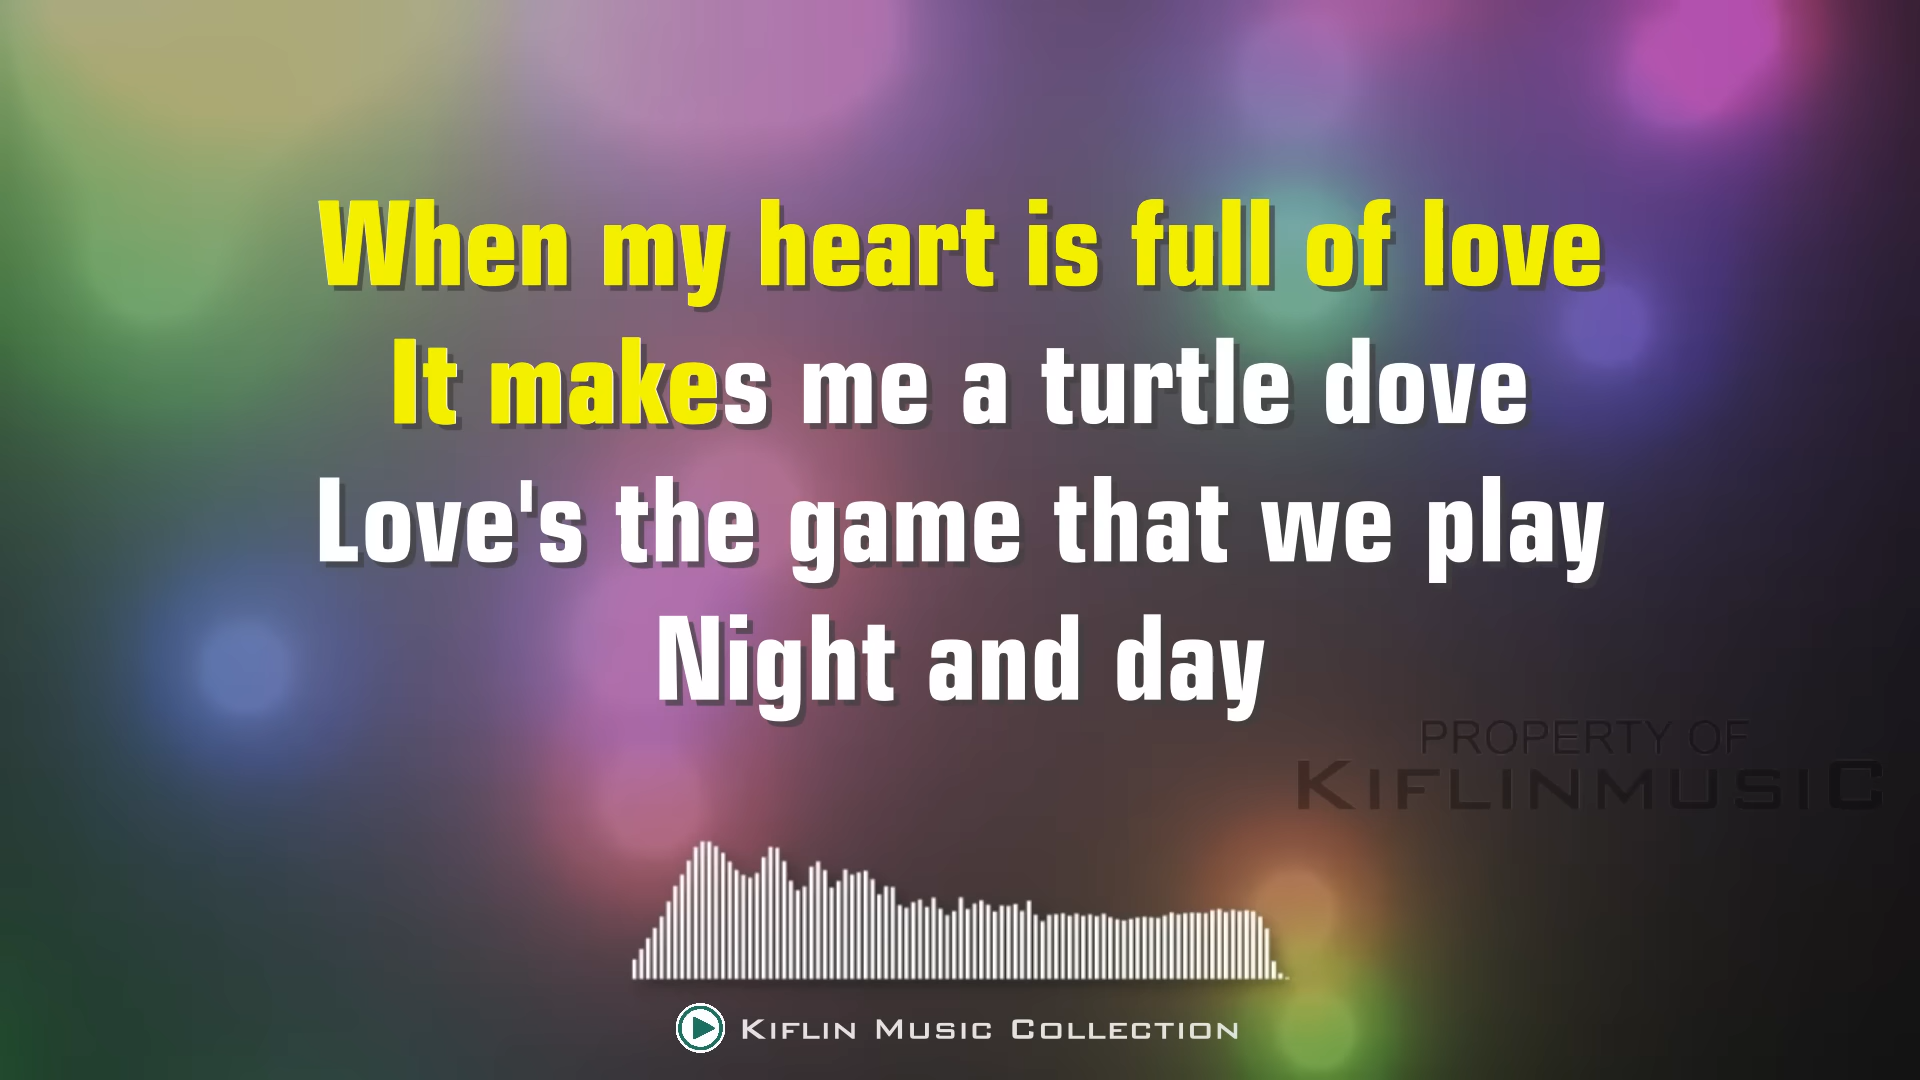 When my heart is full of love
It makes me a turtle dove
Love's the game that we play
Night and day
PROPERTY OF
KIFLINMUSIC
KIFLIN MUSIC COLLECTION